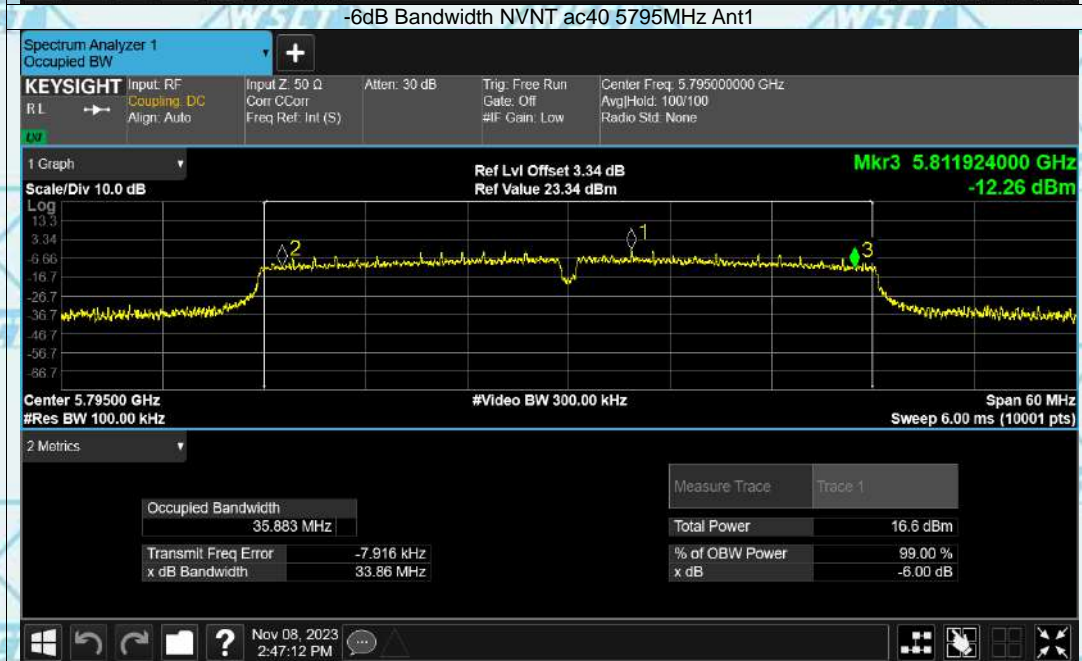 -6dB Bandwidth NVNT ac40 5795MHz Ant1
Spectrum Analyzer 1
Occupied BW
+
KEYSIGHT Input: RF Input Z: 50 Ω Atten: 30 dB Trig: Free Run Center Freq: 5.795000000 GHz
R L Coupling: DC Corr CCorr Gate: Off Avg|Hold: 100/100
Align: Auto Freq Ref: Int (S) #IF Gain: Low Radio Std: None
LXI
1 Graph Ref Lvl Offset 3.34 dB Mkr3 5.811924000 GHz
Scale/Div 10.0 dB Ref Value 23.34 dBm -12.26 dBm
Log
13.3
3.34
-6.66
-16.7
-26.7
-36.7
-46.7
-56.7
-66.7
2
1
3
Center 5.79500 GHz #Video BW 300.00 kHz Span 60 MHz
#Res BW 100.00 kHz Sweep 6.00 ms (10001 pts)
2 Metrics
Measure Trace Trace 1
Occupied Bandwidth
35.883 MHz Total Power 16.6 dBm
Transmit Freq Error -7.916 kHz % of OBW Power 99.00 %
x dB Bandwidth 33.86 MHz x dB -6.00 dB
? Nov 08, 2023
2:47:12 PM